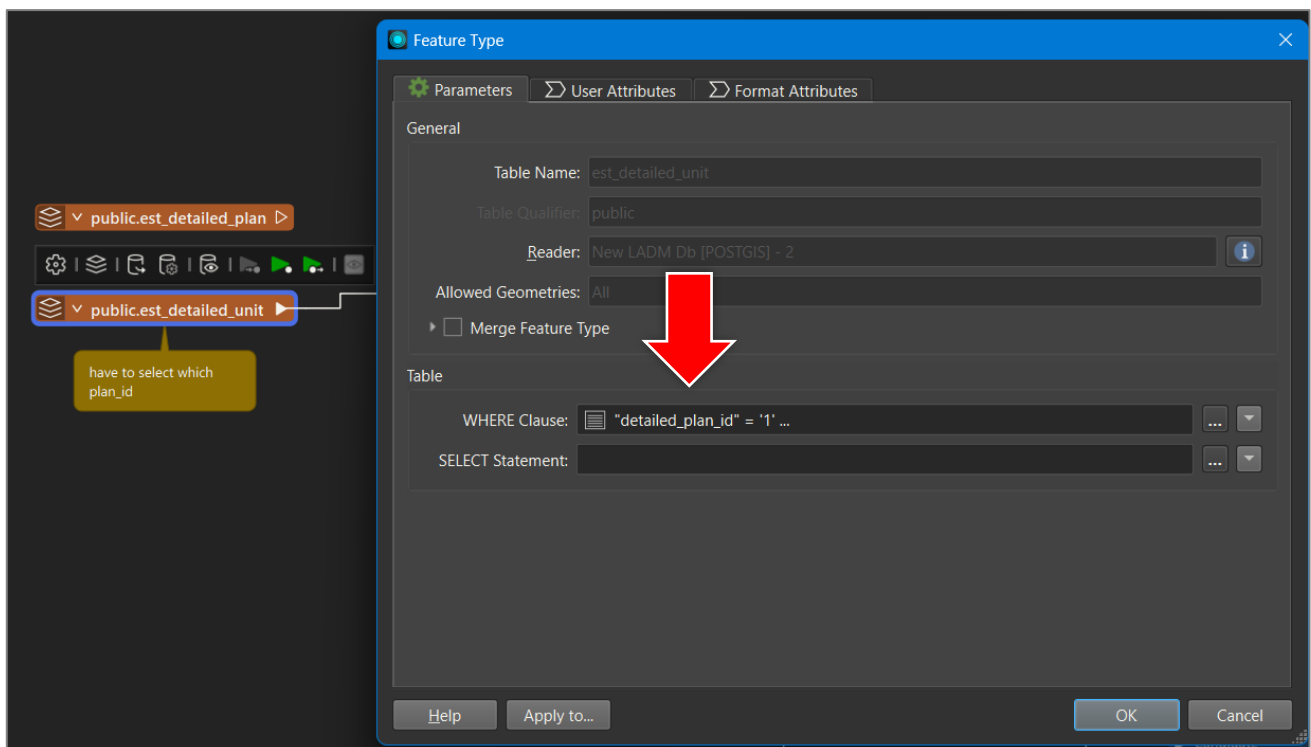 Feature Type
Parameters
User Attributes
Format Attributes
General
Table Name: est_detailed_unit
Table Qualifier: public
Reader: New LADM Db [POSTGIS] - 2
Allowed Geometries: All
Merge Feature Type
Table
WHERE Clause: "detailed_plan_id" = '1' ...
...
SELECT Statement:
...
Help
Apply to...
OK
Cancel
public.est_detailed_plan
public.est_detailed_unit
have to select which
plan_id